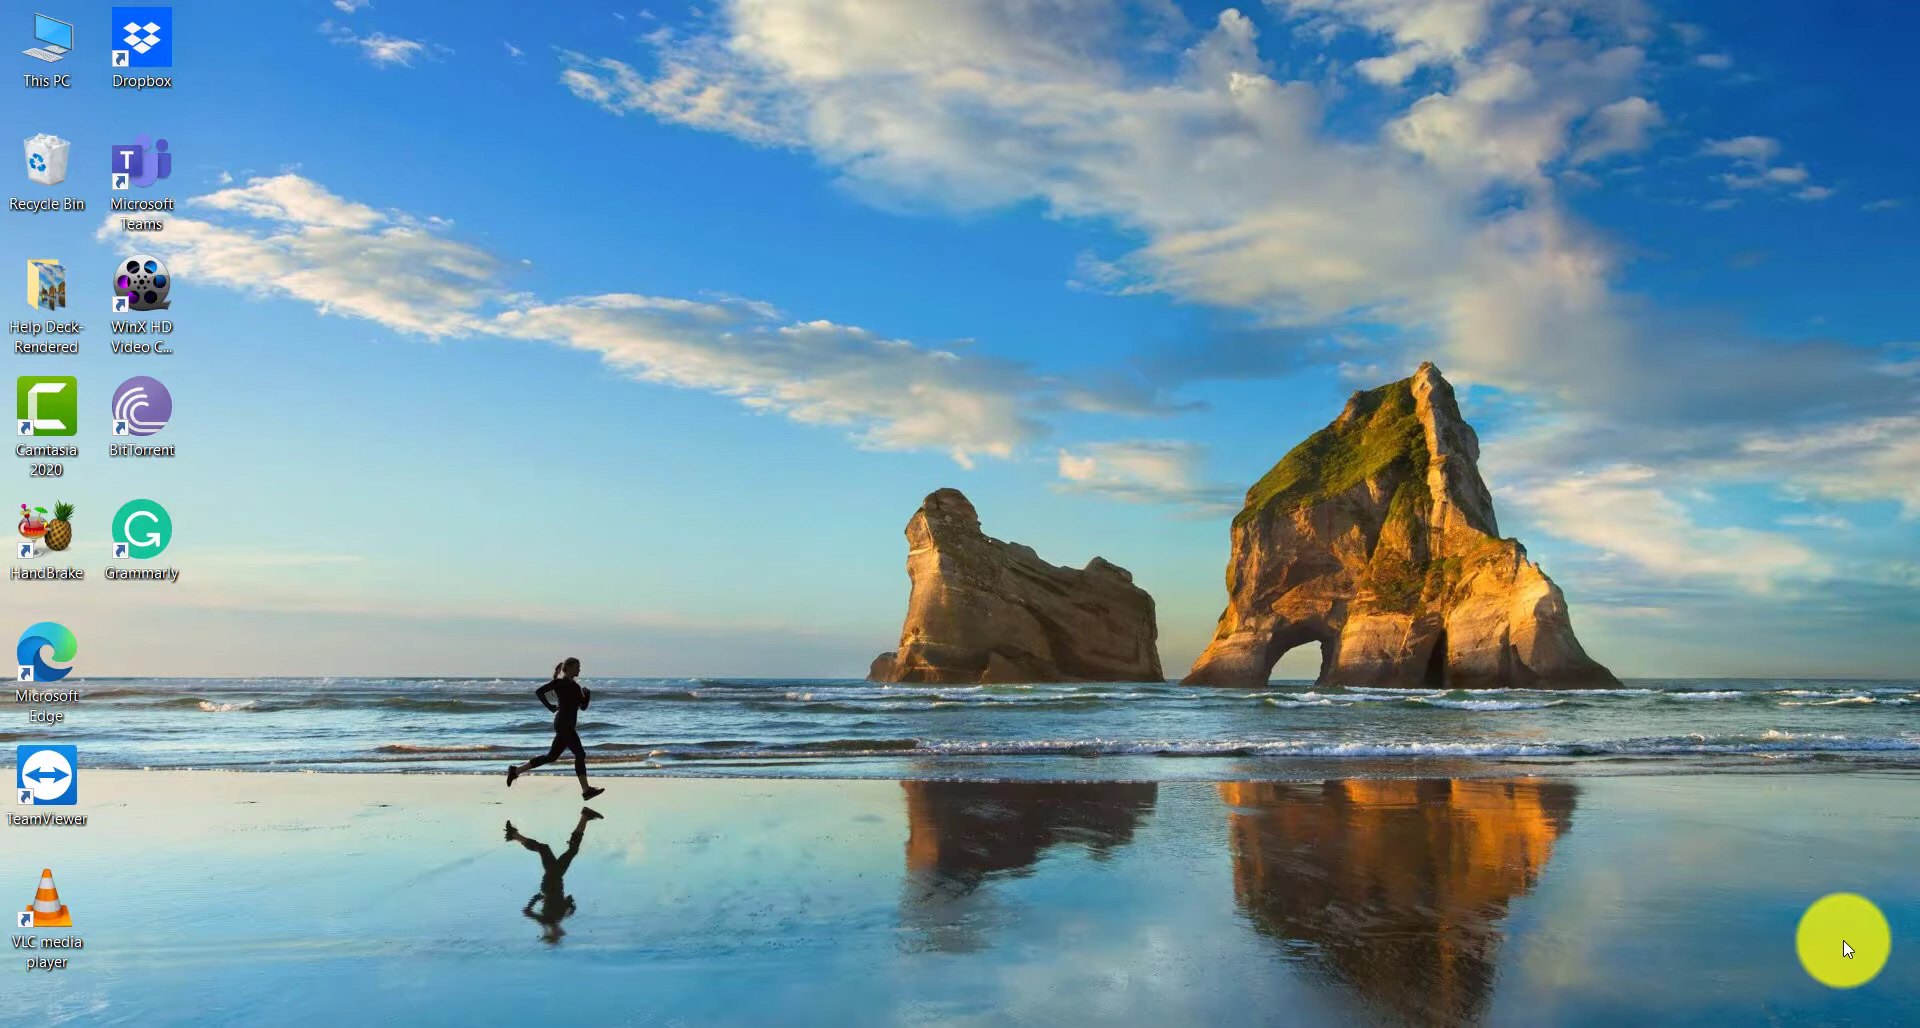 This PC
Dropbox
Recycle Bin
T
Microsoft
Teams
Help Deck-
Rendered
WinX HD
Video C...
Camtasia
2020
BitTorrent
HandBrake
Grammarly
Microsoft
Edge
TeamViewer
VLC media
player